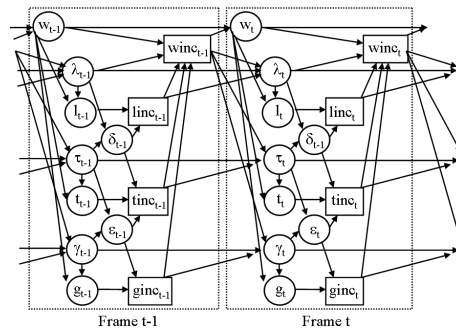 w_{t-1} winc_{t-1} w_t winc_t
λ_{t-1} λ_t
l_{t-1} linc_{t-1} l_t linc_t
δ_{t-1} δ_{t-1}
τ_{t-1} τ_t
t_{t-1} tinc_{t-1} t_t tinc_t
ε_{t-1} ε_t
γ_{t-1} γ_t
g_{t-1} ginc_{t-1} g_t ginc_t
Frame t-1 Frame t